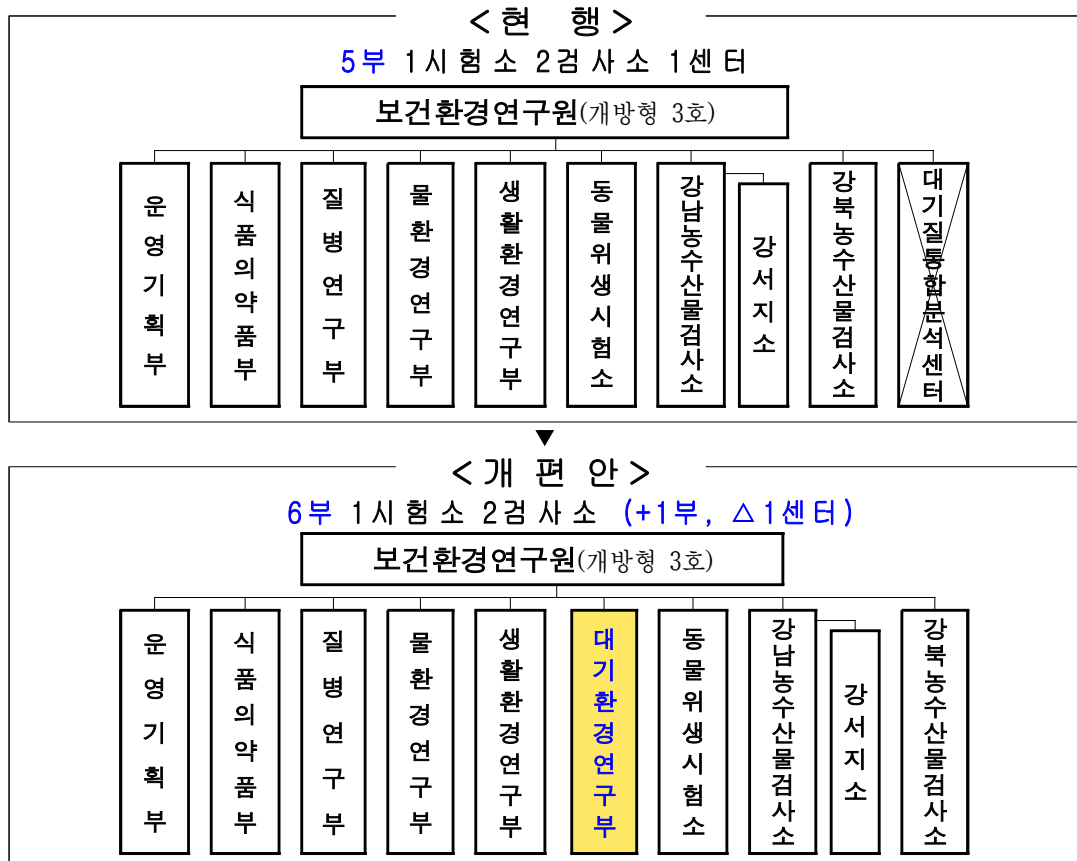 <현 행>
5부 1시험소 2검사소 1센터
보건환경연구원(개방형 3호)
운영기획부
식품의약품부
질병연구부
물환경연구부
생활환경연구부
동물위생시험소
강남농수산물검사소
강서지소
강북농수산물검사소
대기질통합분석센터
▼
<개 편 안>
6부 1시험소 2검사소 (+1부, △1센터)
보건환경연구원(개방형 3호)
운영기획부
식품의약품부
질병연구부
물환경연구부
생활환경연구부
대기환경연구부
동물위생시험소
강남농수산물검사소
강서지소
강북농수산물검사소